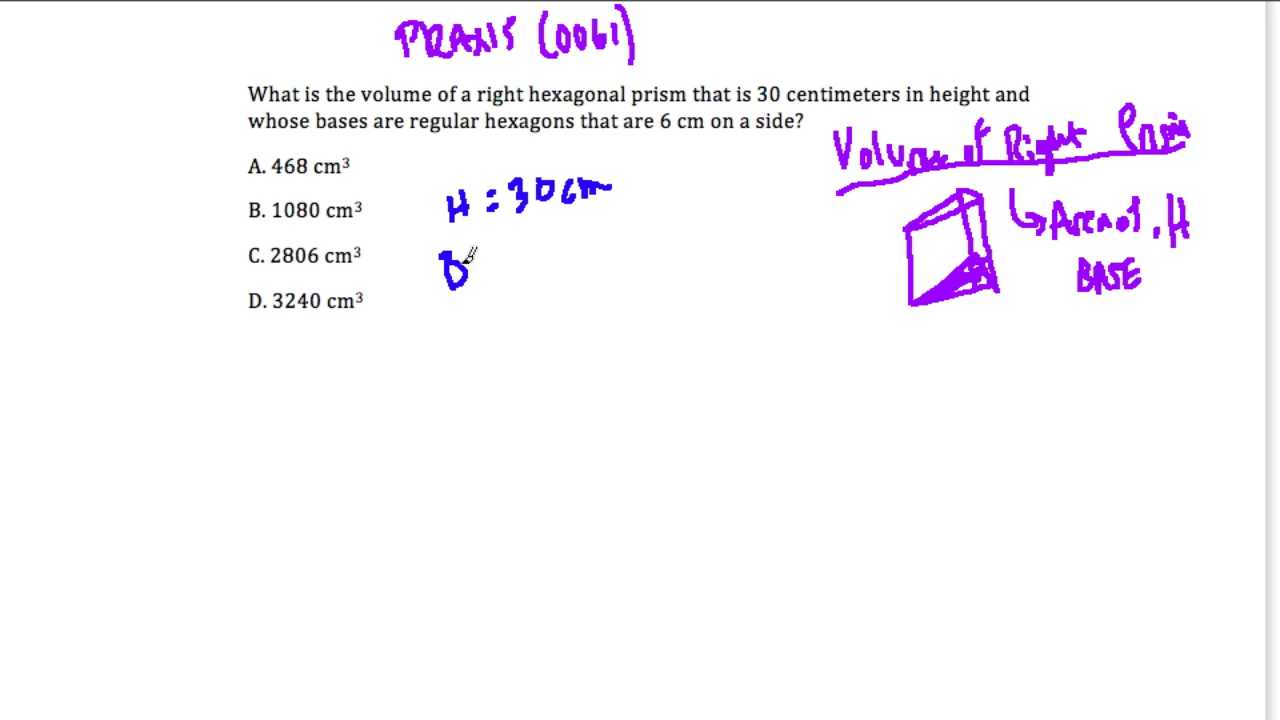 PRAXIS (0061)
What is the volume of a right hexagonal prism that is 30 centimeters in height and
whose bases are regular hexagons that are 6 cm on a side?
A. 468 cm³
B. 1080 cm³
C. 2806 cm³
D. 3240 cm³
H = 30 cm
B
Volume of Right Prism
↳ Area of . H
BASE